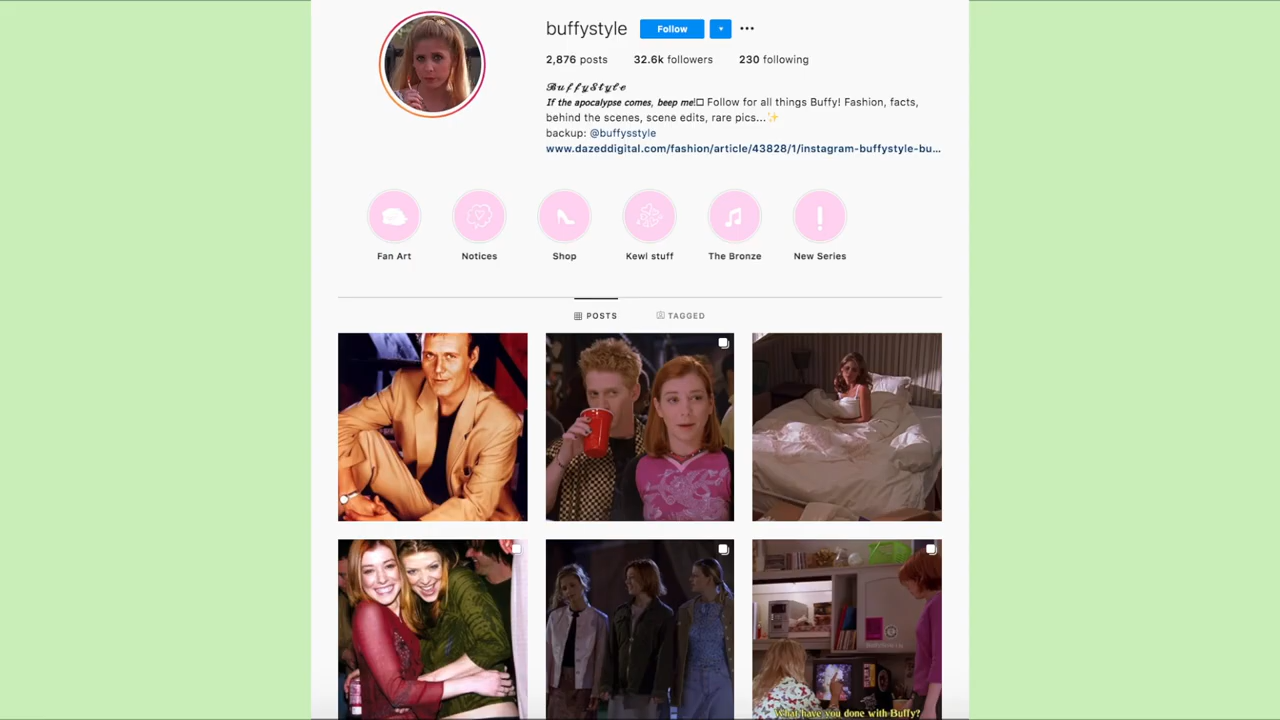 buffystyle Follow
2,876 posts 32.6k followers 230 following
𝓑𝓾𝓯𝓯𝔂𝓢𝓽𝔂𝓵𝓮
𝙄𝙛 𝙩𝙝𝙚 𝙖𝙥𝙤𝙘𝙖𝙡𝙮𝙥𝙨𝙚 𝙘𝙤𝙢𝙚𝙨, 𝙗𝙚𝙚𝙥 𝙢𝙚! Follow for all things Buffy! Fashion, facts,
behind the scenes, scene edits, rare pics...✨
backup: @buffysstyle
www.dazeddigital.com/fashion/article/43828/1/instagram-buffystyle-bu...
Fan Art Notices Shop Kewl stuff The Bronze New Series
POSTS TAGGED
What have you done with Buffy?